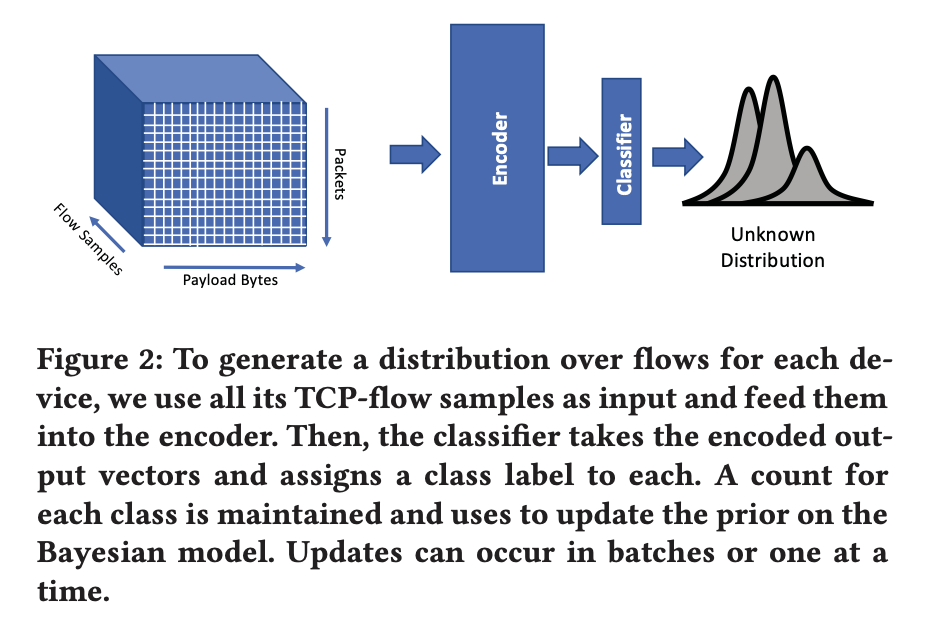 Flow Samples
Payload Bytes
Packets
Encoder
Classifier
Unknown
Distribution
Figure 2: To generate a distribution over flows for each de-
vice, we use all its TCP-flow samples as input and feed them
into the encoder. Then, the classifier takes the encoded out-
put vectors and assigns a class label to each. A count for
each class is maintained and uses to update the prior on the
Bayesian model. Updates can occur in batches or one at a
time.